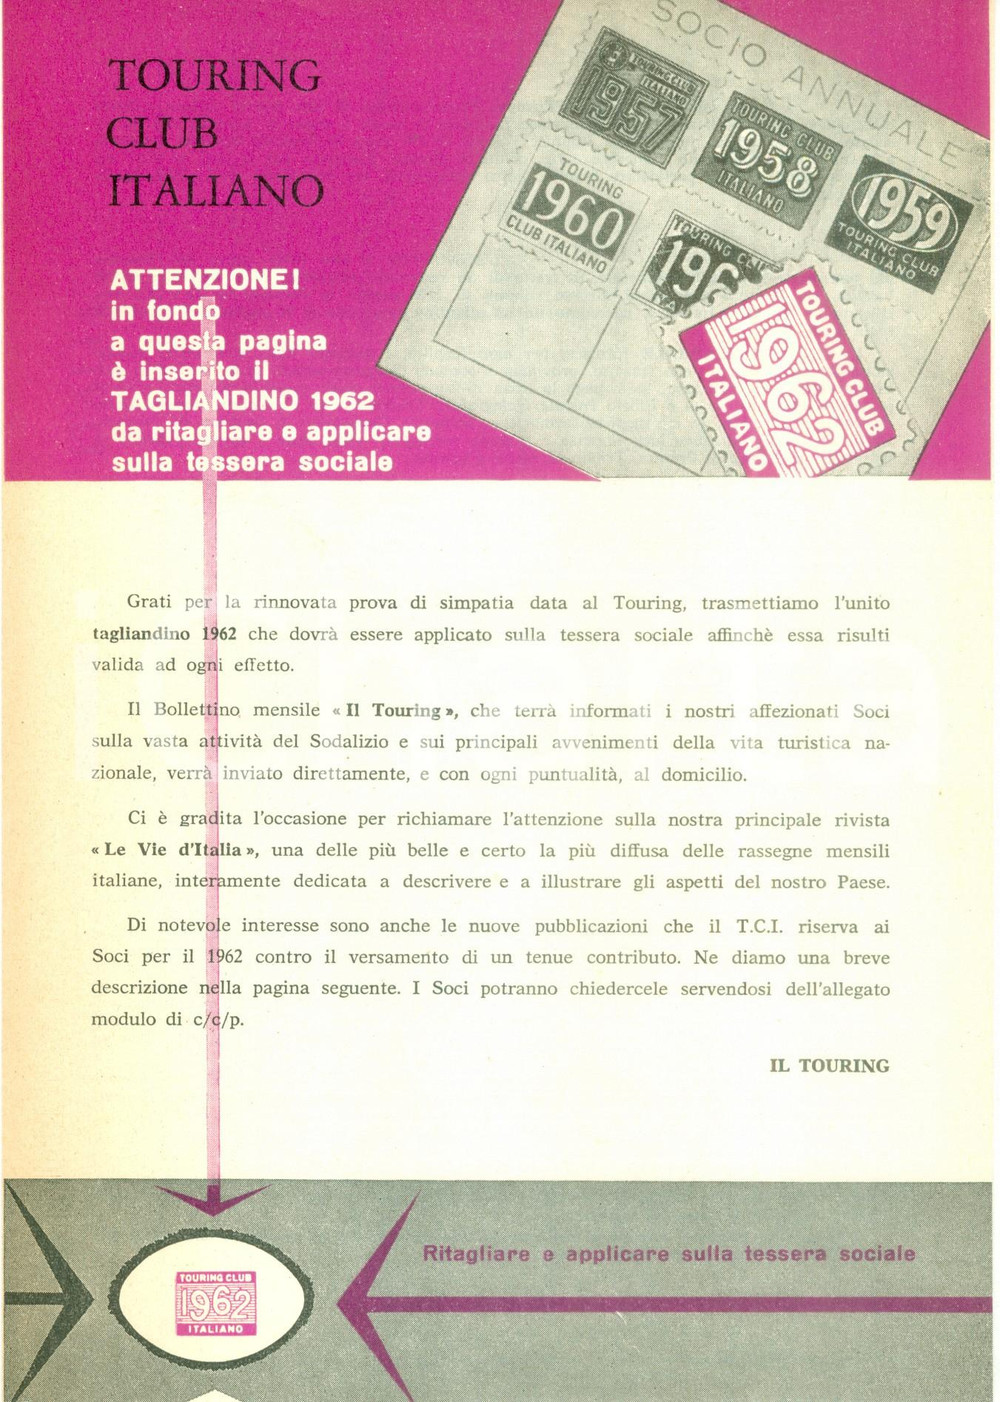 TOURING
CLUB
ITALIANO
SOCIO ANNUALE
TOURING CLUB
ITALIANO
1957
TOURING CLUB
1958
ITALIANO
1959
TOURING CLUB
ITALIANO
TOURING
1960
CLUB ITALIANO
TOURING
196
TOURING CLUB
1962
ITALIANO
ATTENZIONE!
in fondo
a questa pagina
è inserito il
TAGLIANDINO 1962
da ritagliare e applicare
sulla tessera sociale
Grati per la rinnovata prova di simpatia data al Touring, trasmettiamo l'unito
tagliandino 1962 che dovrà essere applicato sulla tessera sociale affinchè essa risulti
valida ad ogni effetto.
Il Bollettino mensile « Il Touring », che terrà informati i nostri affezionati Soci
sulla vasta attività del Sodalizio e sui principali avvenimenti della vita turistica na-
zionale, verrà inviato direttamente, e con ogni puntualità, al domicilio.
Ci è gradita l'occasione per richiamare l'attenzione sulla nostra principale rivista
« Le Vie d'Italia », una delle più belle e certo la più diffusa delle rassegne mensili
italiane, interamente dedicata a descrivere e a illustrare gli aspetti del nostro Paese.
Di notevole interesse sono anche le nuove pubblicazioni che il T.C.I. riserva ai
Soci per il 1962 contro il versamento di un tenue contributo. Ne diamo una breve
descrizione nella pagina seguente. I Soci potranno chiedercele servendosi dell'allegato
modulo di c/c/p.
IL TOURING
Ritagliare e applicare sulla tessera sociale
TOURING CLUB
1962
ITALIANO